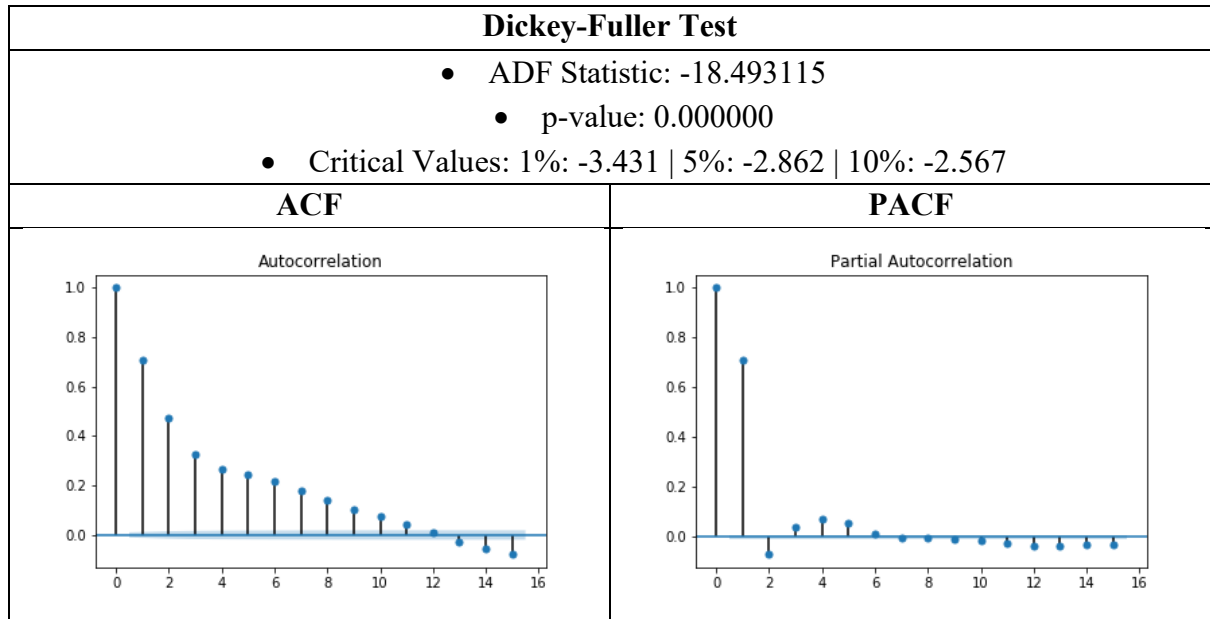 Dickey-Fuller Test
• ADF Statistic: -18.493115
• p-value: 0.000000
• Critical Values: 1%: -3.431 | 5%: -2.862 | 10%: -2.567
ACF
PACF
Autocorrelation
1.0
0.8
0.6
0.4
0.2
0.0
0 2 4 6 8 10 12 14 16
Partial Autocorrelation
1.0
0.8
0.6
0.4
0.2
0.0
0 2 4 6 8 10 12 14 16